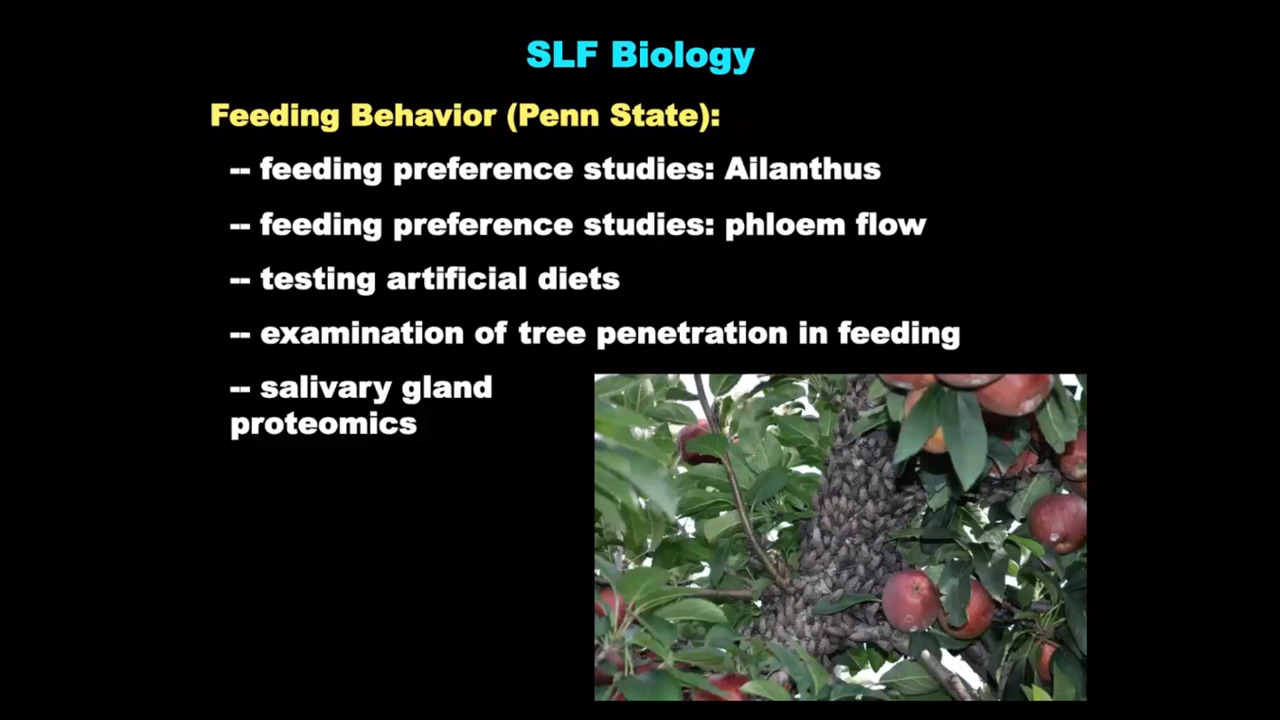 SLF Biology
Feeding Behavior (Penn State):
-- feeding preference studies: Ailanthus
-- feeding preference studies: phloem flow
-- testing artificial diets
-- examination of tree penetration in feeding
-- salivary gland
proteomics